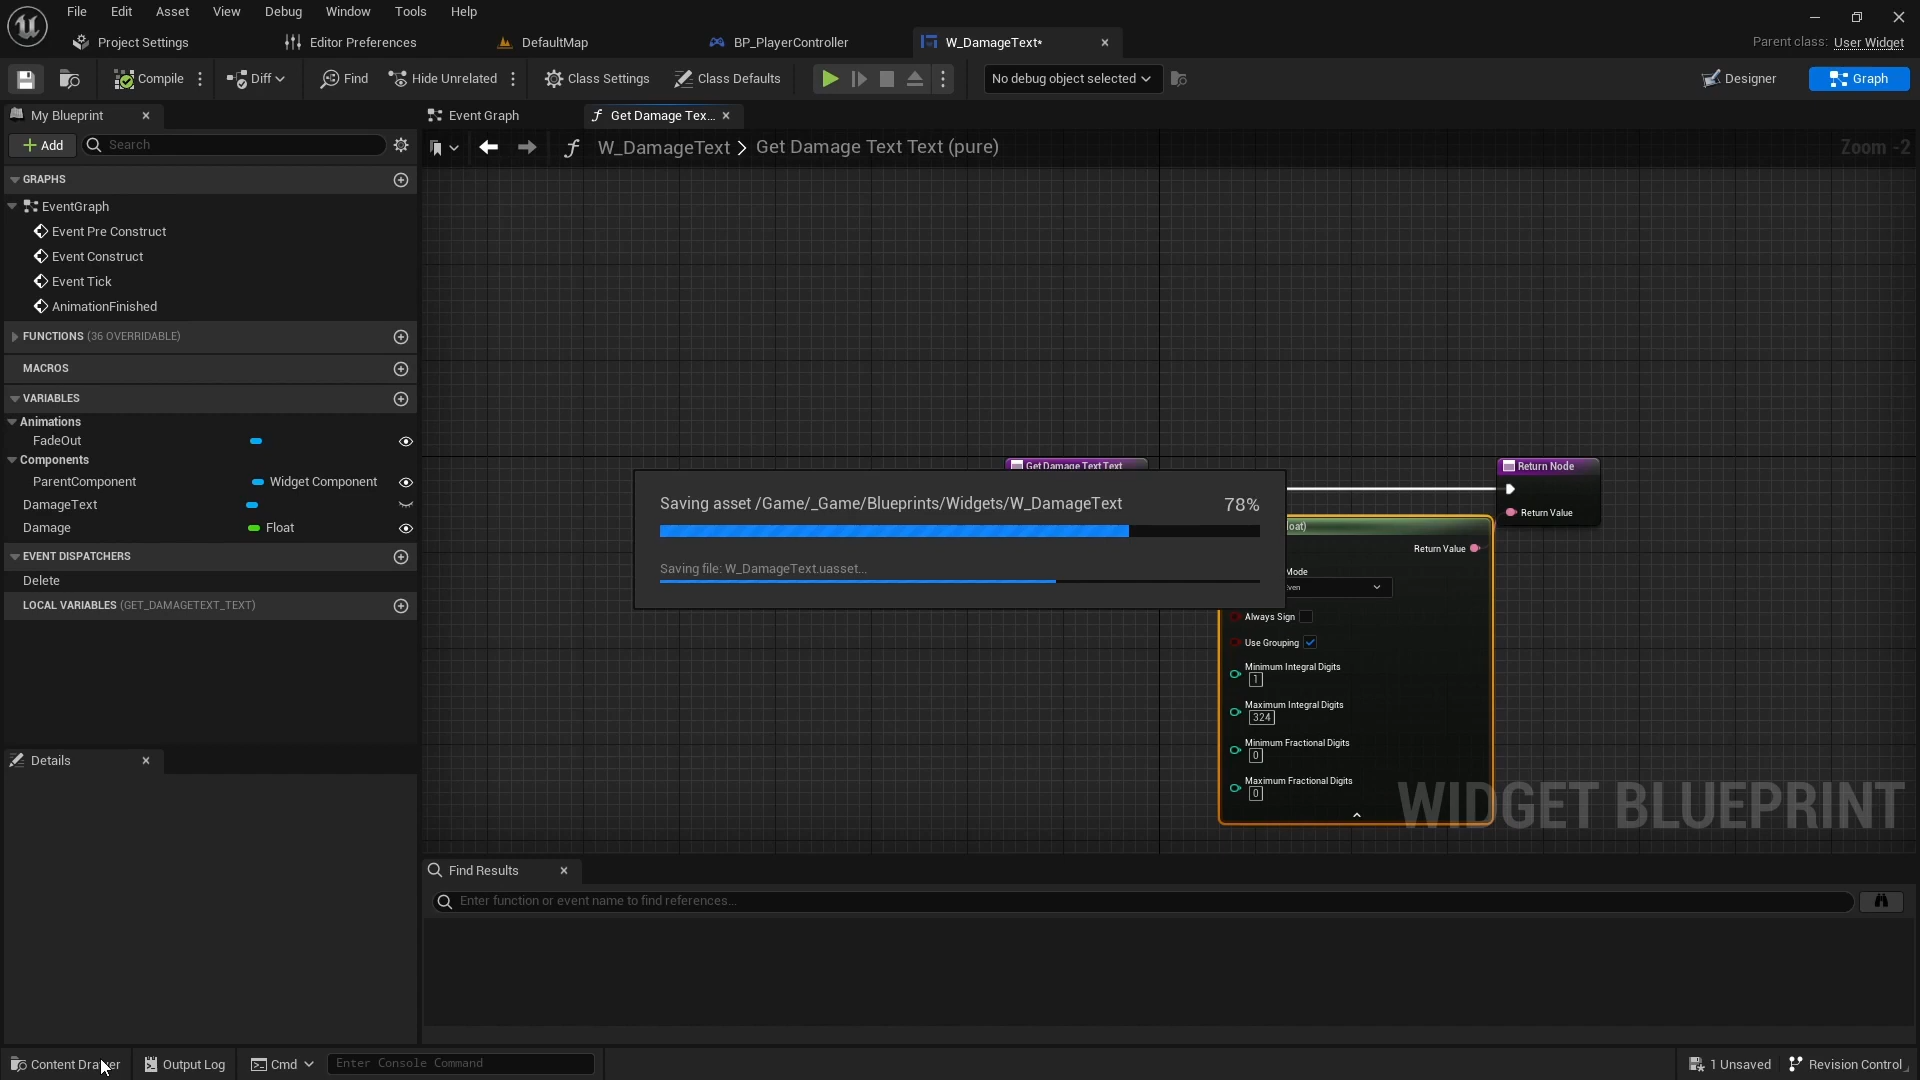 File Edit Asset View Debug Window Tools Help
Project Settings Editor Preferences DefaultMap BP_PlayerController W_DamageText* Parent class: User Widget
Compile Diff Find Hide Unrelated Class Settings Class Defaults No debug object selected Designer Graph
My Blueprint
Event Graph Get Damage Tex...
Add Search
W_DamageText > Get Damage Text Text (pure) Zoom -2
GRAPHS
EventGraph
Event Pre Construct
Event Construct
Event Tick
AnimationFinished
FUNCTIONS (36 OVERRIDABLE)
MACROS
VARIABLES
Animations
FadeOut
Components
ParentComponent Widget Component
DamageText
Damage Float
EVENT DISPATCHERS
Delete
LOCAL VARIABLES (GET_DAMAGETEXT_TEXT)
Details
Get Damage Text Text
Return Node
Return Value
Saving asset /Game/_Game/Blueprints/Widgets/W_DamageText 78%
Saving file: W_DamageText.uasset...
loat)
Return Value
Mode
Even
Always Sign
Use Grouping
Minimum Integral Digits
1
Maximum Integral Digits
324
Minimum Fractional Digits
0
Maximum Fractional Digits
0
WIDGET BLUEPRINT
Find Results
Enter function or event name to find references...
Content Drawer Output Log Cmd Enter Console Command 1 Unsaved Revision Control